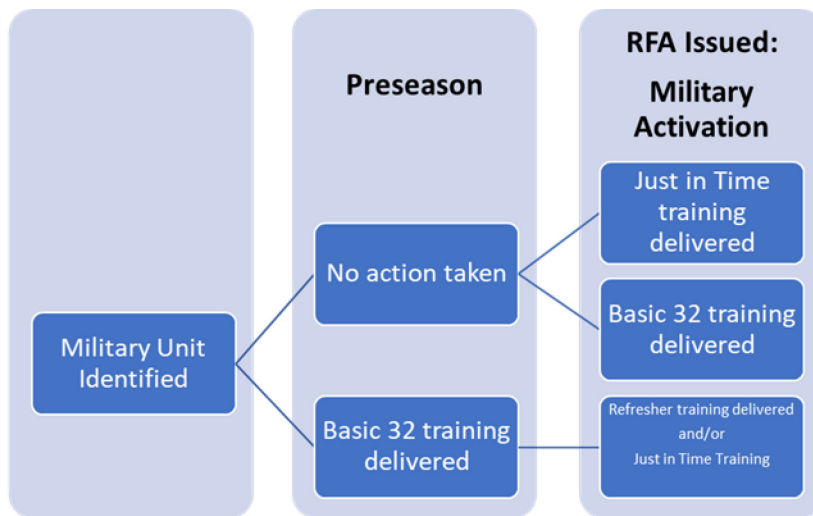 Preseason
RFA Issued:
Military
Activation
Military Unit
Identified
No action taken
Basic 32 training
delivered
Just in Time
training
delivered
Basic 32 training
delivered
Refresher training delivered
and/or
Just in Time Training